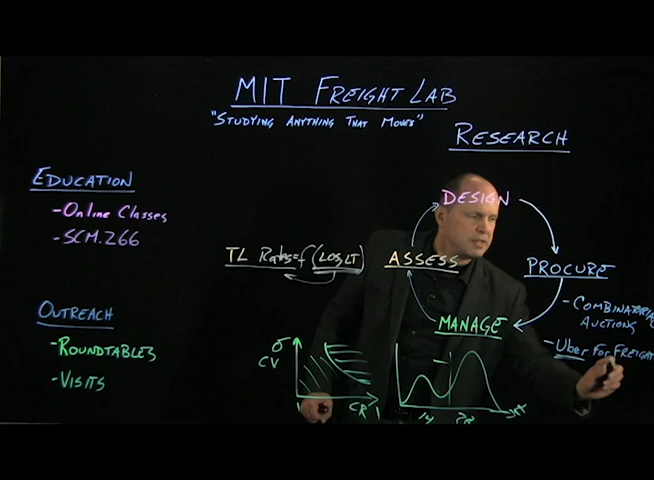 MIT FREIGHT LAB
"STUDYING ANYTHING THAT MOVES"
RESEARCH
EDUCATION
-Online Classes
-SCM.266
OUTREACH
-ROUNDTABLES
-VISITS
DESIGN
PROCURE
-COMBINATORIAL
AUCTIONS
-Uber For FREIGHT
MANAGE
ASSESS
TL Rates=f(LOS, LT)
σ
CV
CR